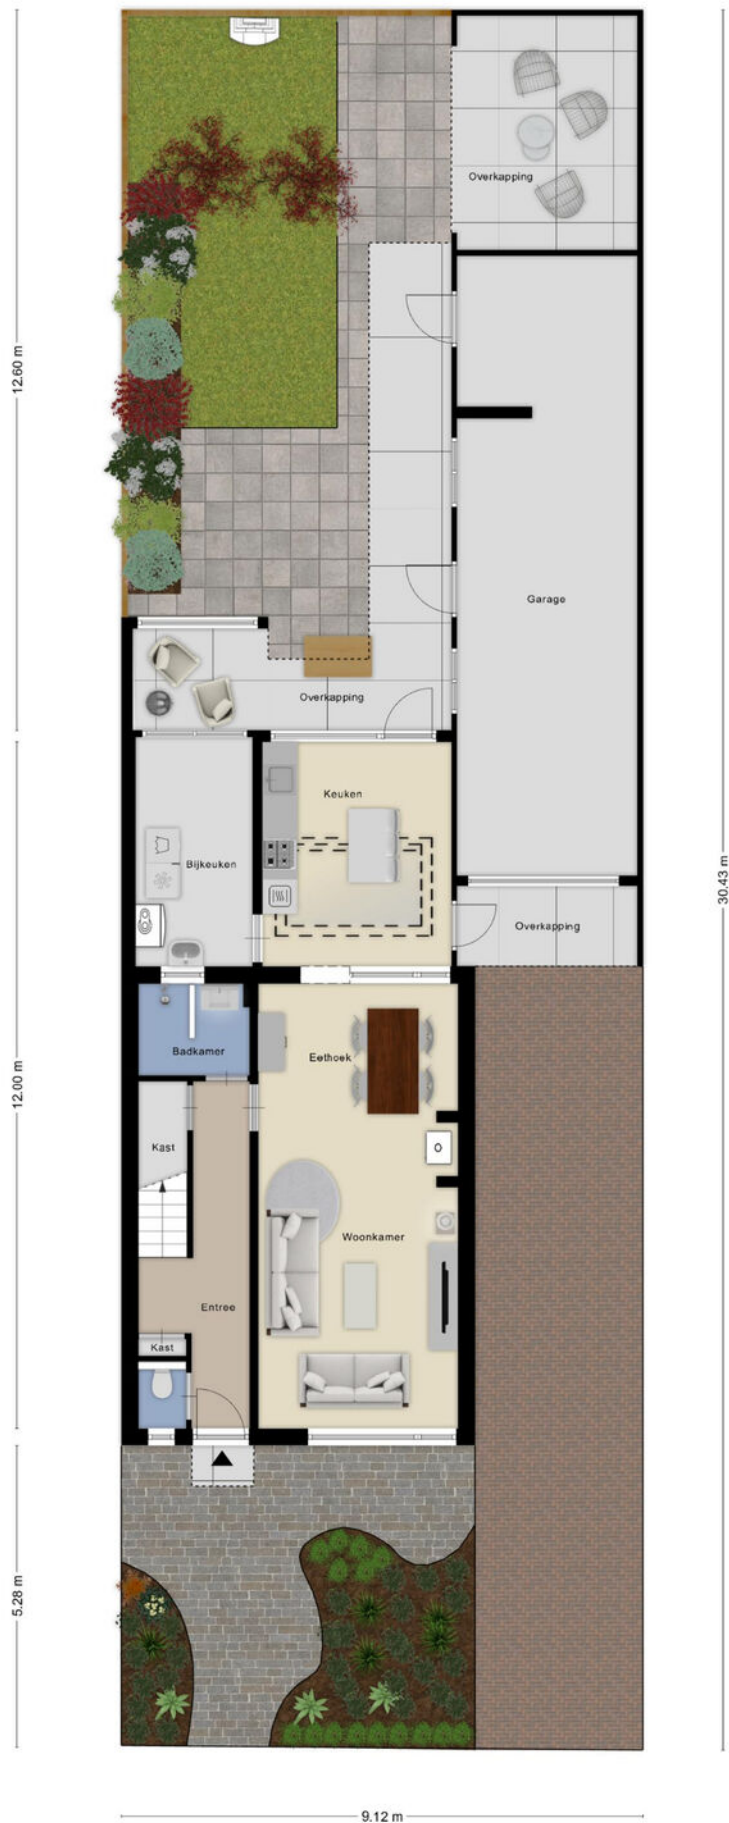 Overkapping
12.60 m
Garage
Overkapping
Keuken
Bijkeuken
30.43 m
Overkapping
Badkamer
Eethoek
12.00 m
Kast
Woonkamer
Entree
Kast
5.28 m
9.12 m